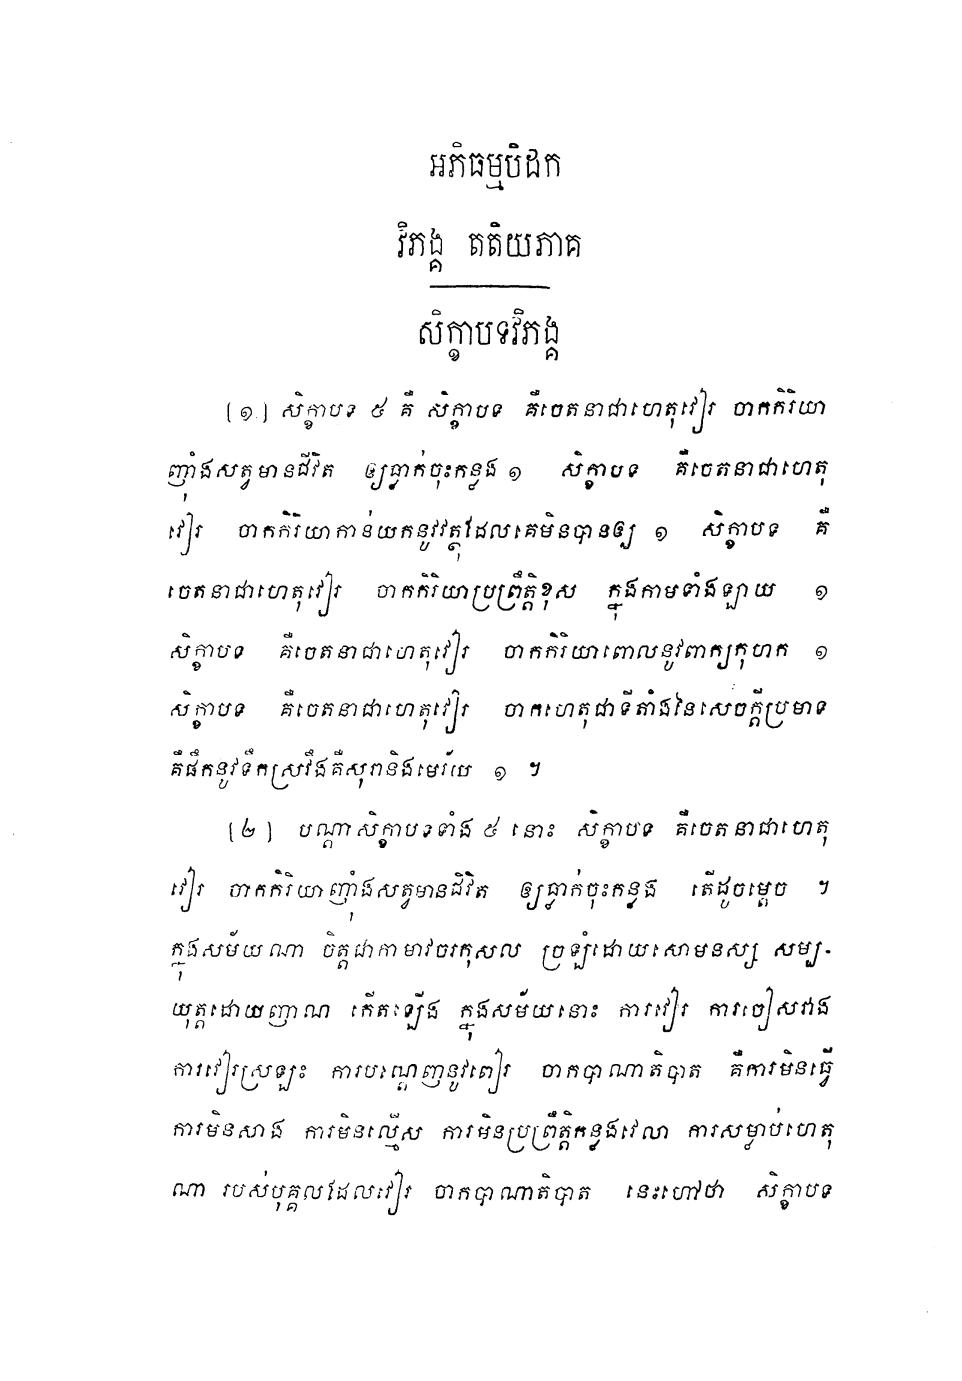 អភិធម្មបិដក
វិភង្គ តតិយភាគ
សិក្ខាបទវិភង្គ
(១) សិក្ខាបទ ៥ គឺ សិក្ខាបទ គឺចេតនាជាហេតុវៀរ ចាកកិរិយា
ញ៉ាំងសត្វមានជីវិត ឲ្យធ្លាក់ចុះកន្លង ១ សិក្ខាបទ គឺចេតនាជាហេតុ
វៀរ ចាកកិរិយាកាន់យកនូវវត្ថុដែលគេមិនបានឲ្យ ១ សិក្ខាបទ គឺ
ចេតនាជាហេតុវៀរ ចាកកិរិយាប្រព្រឹត្តិខុស ក្នុងកាមទាំងឡាយ ១
សិក្ខាបទ គឺចេតនាជាហេតុវៀរ ចាកកិរិយាពោលនូវពាក្យកុហក ១
សិក្ខាបទ គឺចេតនាជាហេតុវៀរ ចាកហេតុជាទីតាំងនៃសេចក្តីប្រមាទ
គឺផឹកនូវទឹកស្រវឹងគឺសុរានិងមេរ័យ ១ ។
(២) បណ្តាសិក្ខាបទទាំង ៥ នោះ សិក្ខាបទ គឺចេតនាជាហេតុ
វៀរ ចាកកិរិយាញ៉ាំងសត្វមានជីវិត ឲ្យធ្លាក់ចុះកន្លង តើដូចម្តេច ។
ក្នុងសម័យណា ចិត្តជាកាមាវចរកុសល ច្រឡំដោយសោមនស្ស សម្ប-
យុត្តដោយញាណ កើតឡើង ក្នុងសម័យនោះ ការវៀរ ការចៀសវាង
ការវៀរស្រឡះ ការបណ្តេញនូវពៀរ ចាកបាណាតិបាត គឺការមិនធ្វើ
ការមិនសាង ការមិនល្មើស ការមិនប្រព្រឹត្តិកន្លងវេលា ការសម្លាប់ហេតុ
ណា របស់បុគ្គលដែលវៀរ ចាកបាណាតិបាត នេះហៅថា សិក្ខាបទ